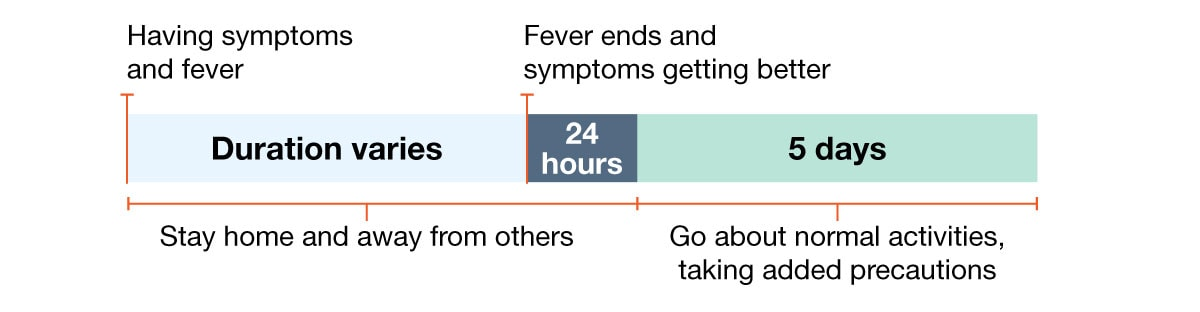 Having symptoms
and fever
Fever ends and
symptoms getting better
Duration varies
24
hours
5 days
Stay home and away from others
Go about normal activities,
taking added precautions